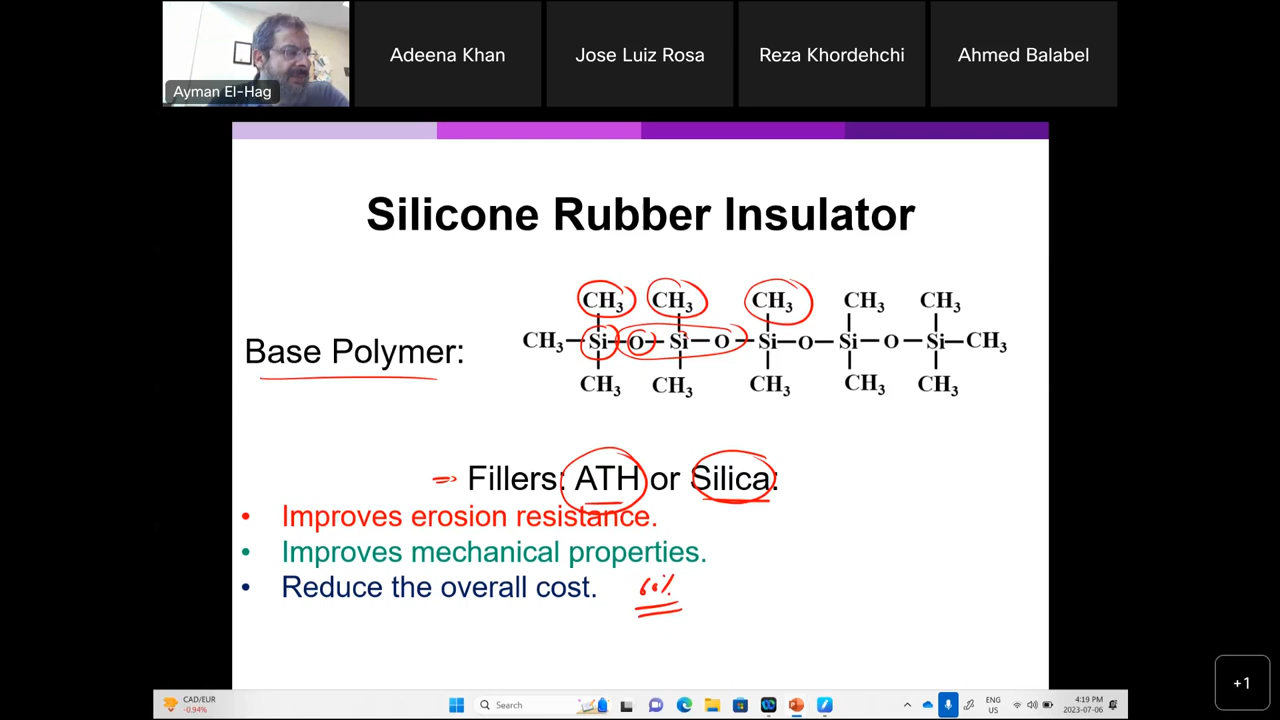 Adeena Khan
Jose Luiz Rosa
Reza Khordehchi
Ahmed Balabel
Ayman El-Hag
Silicone Rubber Insulator
CH₃ CH₃ CH₃ CH₃ CH₃
Base Polymer:
CH₃—Si—O—Si—O—Si—O—Si—O—Si—CH₃
CH₃ CH₃ CH₃ CH₃ CH₃
Fillers: ATH or Silica:
• Improves erosion resistance.
• Improves mechanical properties.
• Reduce the overall cost. 60%
+1
CAD/EUR
-0.94%
Search
ENG
US
4:19 PM
2023-07-06